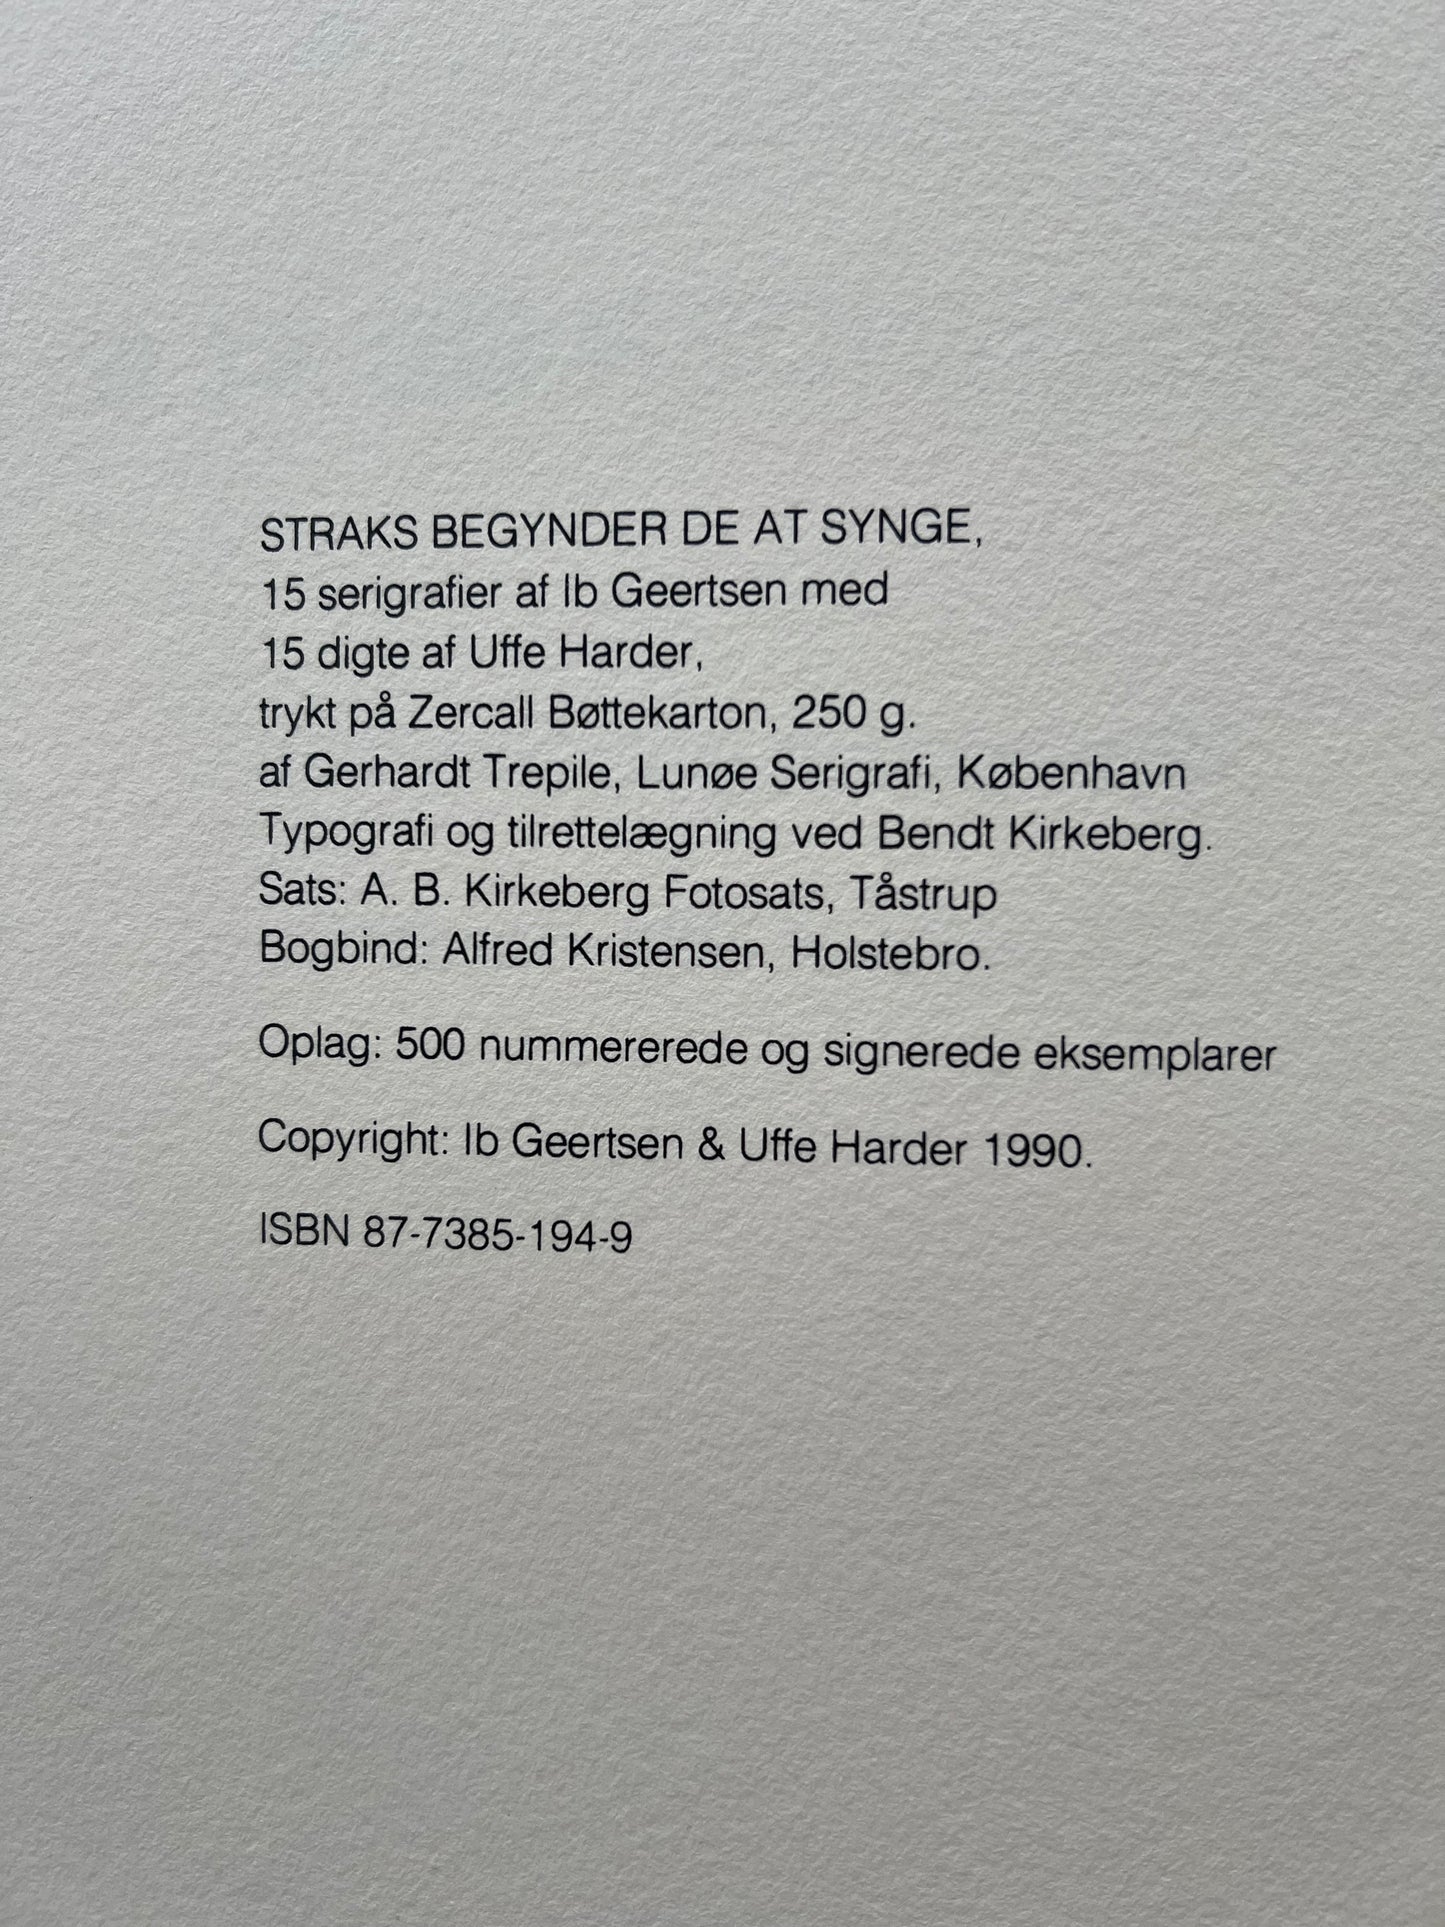 STRAKS BEGYNDER DE AT SYNGE,
15 serigrafier af Ib Geertsen med
15 digte af Uffe Harder,
trykt på Zercall Bøttekarton, 250 g.
af Gerhardt Trepile, Lunøe Serigrafi, København
Typografi og tilrettelægning ved Bendt Kirkeberg.
Sats: A. B. Kirkeberg Fotosats, Tåstrup
Bogbind: Alfred Kristensen, Holstebro.
Oplag: 500 nummererede og signerede eksemplarer
Copyright: Ib Geertsen & Uffe Harder 1990.
ISBN 87-7385-194-9